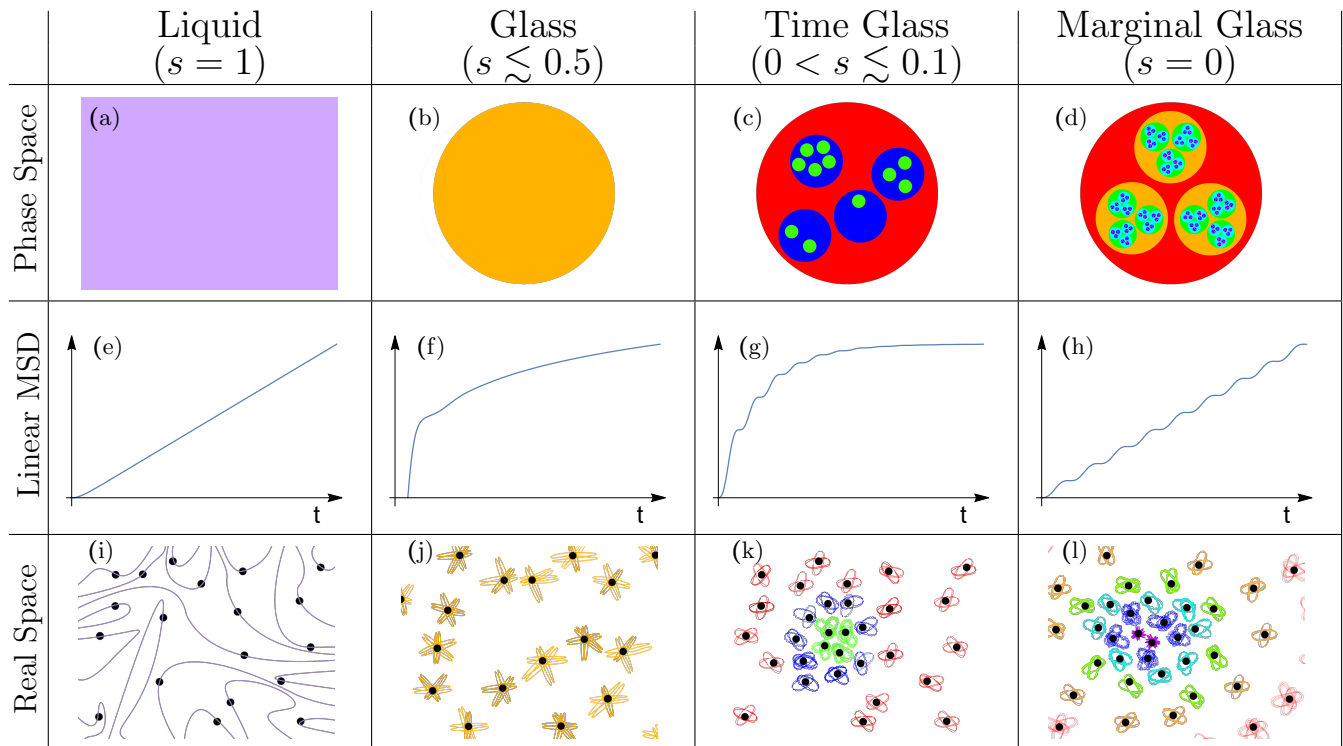 Liquid
(s = 1)
Glass
(s ≲ 0.5)
Time Glass
(0 < s ≲ 0.1)
Marginal Glass
(s = 0)
Phase Space
(a)
(b)
(c)
(d)
Linear MSD
(e)
t
(f)
t
(g)
t
(h)
t
Real Space
(i)
(j)
(k)
(l)